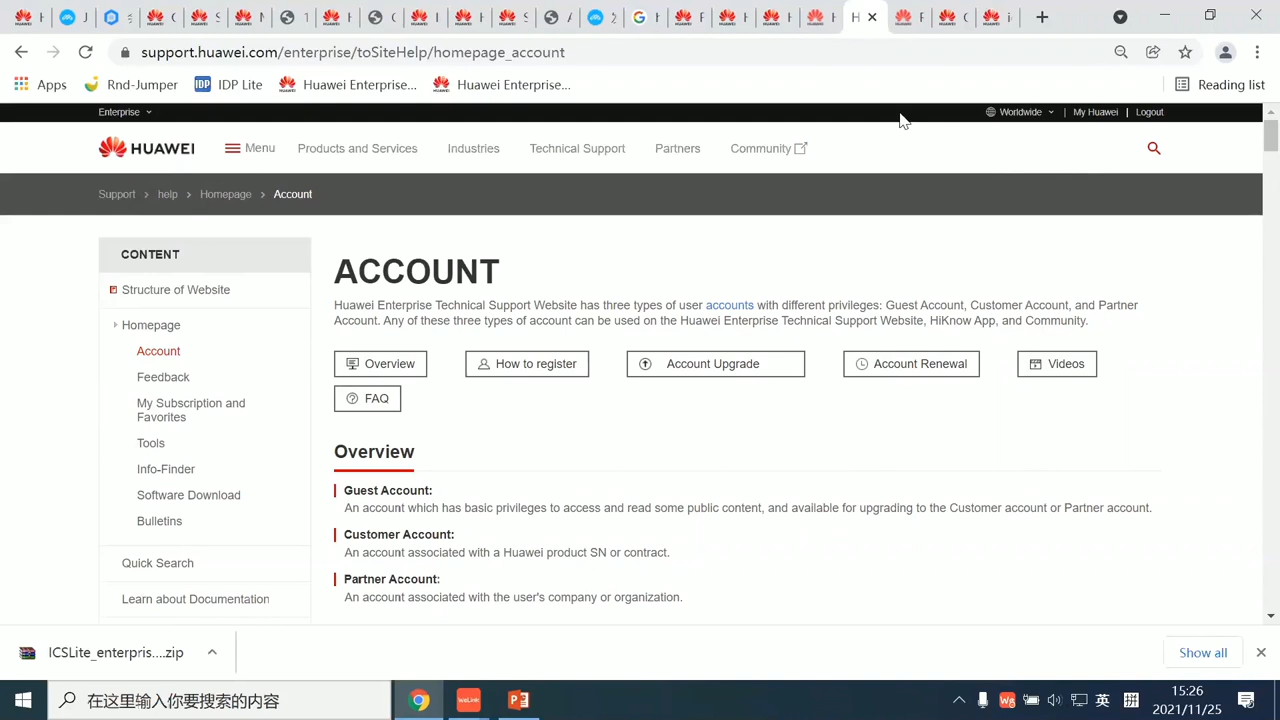 support.huawei.com/enterprise/toSiteHelp/homepage_account
Apps Rnd-Jumper IDP IDP Lite Huawei Enterprise... Huawei Enterprise... Reading list
Enterprise Worldwide | My Huawei | Logout
HUAWEI Menu Products and Services Industries Technical Support Partners Community
Support > help > Homepage > Account
CONTENT
Structure of Website
Homepage
Account
Feedback
My Subscription and
Favorites
Tools
Info-Finder
Software Download
Bulletins
Quick Search
Learn about Documentation
ACCOUNT
Huawei Enterprise Technical Support Website has three types of user accounts with different privileges: Guest Account, Customer Account, and Partner
Account. Any of these three types of account can be used on the Huawei Enterprise Technical Support Website, HiKnow App, and Community.
Overview How to register Account Upgrade Account Renewal Videos
FAQ
Overview
Guest Account:
An account which has basic privileges to access and read some public content, and available for upgrading to the Customer account or Partner account.
Customer Account:
An account associated with a Huawei product SN or contract.
Partner Account:
An account associated with the user's company or organization.
ICSLite_enterpris....zip Show all
在这里输入你要搜索的内容 英 拼 15:26
2021/11/25